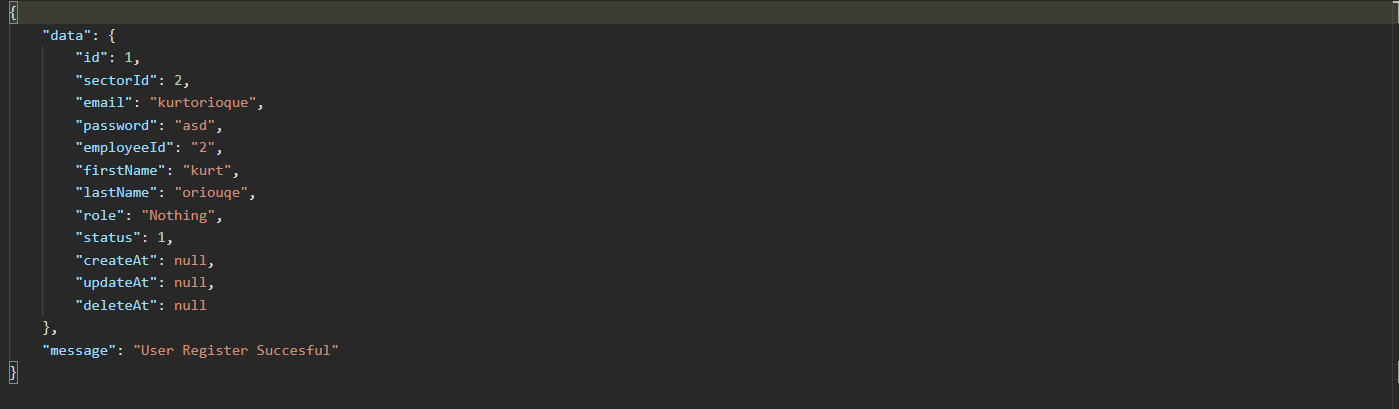 {
    "data": {
        "id": 1,
        "sectorId": 2,
        "email": "kurtorioque",
        "password": "asd",
        "employeeId": "2",
        "firstName": "kurt",
        "lastName": "oriouqe",
        "role": "Nothing",
        "status": 1,
        "createAt": null,
        "updateAt": null,
        "deleteAt": null
    },
    "message": "User Register Succesful"
}